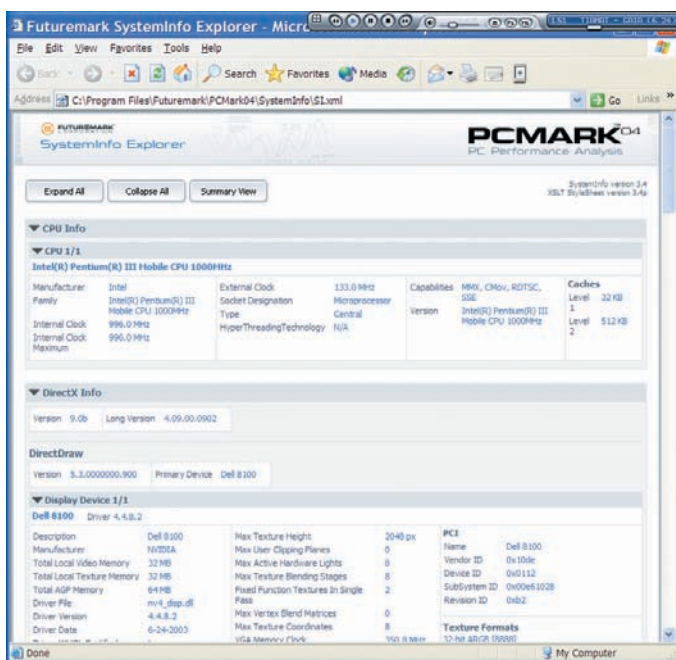 Futuremark SystemInfo Explorer - Micro
File Edit View Favorites Tools Help
Back Search Favorites Media
Address C:\Program Files\Futuremark\PCMark04\SystemInfo\SI.xml Go Links »
FUTUREMARK CORPORATION
SystemInfo Explorer
PCMARK04
PC Performance Analysis
Expand All Collapse All Summary View
SystemInfo version 3.4
CPU Info
CPU 1/1
Intel(R) Pentium(R) III Mobile CPU 1000MHz
Manufacturer Intel
Family Intel(R) Pentium(R) III
Mobile CPU 1000MHz
Internal Clock 996.0 MHz
Internal Clock 996.0 MHz
Maximum
External Clock 133.0 MHz
Socket Designation Microprocessor
Type Central
HyperThreadingTechnology N/A
Capabilities MMX, CMov, RDTSC,
SSE
Version Intel(R) Pentium(R) III
Mobile CPU 1000MHz
Caches
Level 32 KB
1
Level 512 KB
2
DirectX Info
Version 9.0b Long Version 4.09.00.0902
DirectDraw
Version 5.3.0000000.900 Primary Device Dell 8100
Display Device 1/1
Dell 8100 Driver 4.4.8.2
Description Dell 8100
Manufacturer NVIDIA
Total Local Video Memory 32 MB
Total Local Texture Memory 32 MB
Total AGP Memory 64 MB
Driver File nv4_disp.dll
Driver Version 4.4.8.2
Driver Date 6-24-2003
Max Texture Height 2048 px
Max User Clipping Planes 0
Max Active Hardware Lights 0
Max Texture Blending Stages 8
Fixed Function Textures In Single 2
Pass
Max Vertex Blend Matrices 0
Max Texture Coordinates 8
VGA Memory Clock
PCI
Name Dell 8100
Vendor ID 0x10de
Device ID 0x0112
SubSystem ID 0x00e61028
Revision ID 0xb2
Texture Formats
32-bit ARGB [8888]
Done My Computer